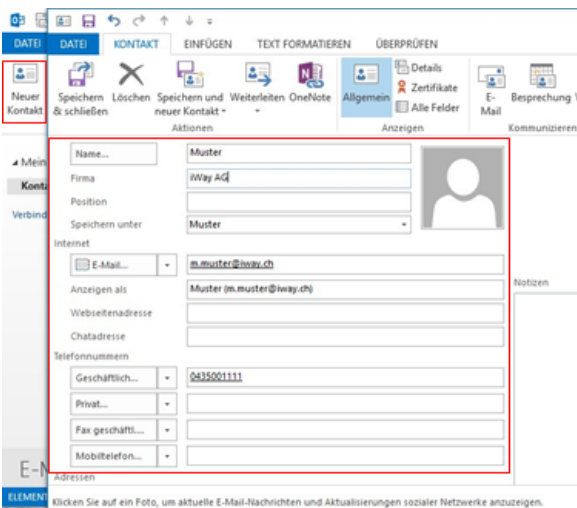 DATEI
DATEI KONTAKT EINFÜGEN TEXT FORMATIEREN ÜBERPRÜFEN
Neuer
Kontakt
Speichern
& schließen
Löschen
Speichern und
neuer Kontakt
Weiterleiten
OneNote
Aktionen
Allgemein
Details
Zertifikate
Alle Felder
Anzeigen
E-
Mail
Besprechung
Kommunizieren
Mein
Konta
Verbind
Name... Muster
Firma iWay AG
Position
Speichern unter Muster
Internet
E-Mail... m.muster@iway.ch
Anzeigen als Muster (m.muster@iway.ch)
Webseitenadresse
Chatadresse
Telefonnummern
Geschäftlich... 0435001111
Privat...
Fax geschäftl....
Mobiltelefon...
Adressen
Notizen
E-M
ELEMENT
Klicken Sie auf ein Foto, um aktuelle E-Mail-Nachrichten und Aktualisierungen sozialer Netzwerke anzuzeigen.